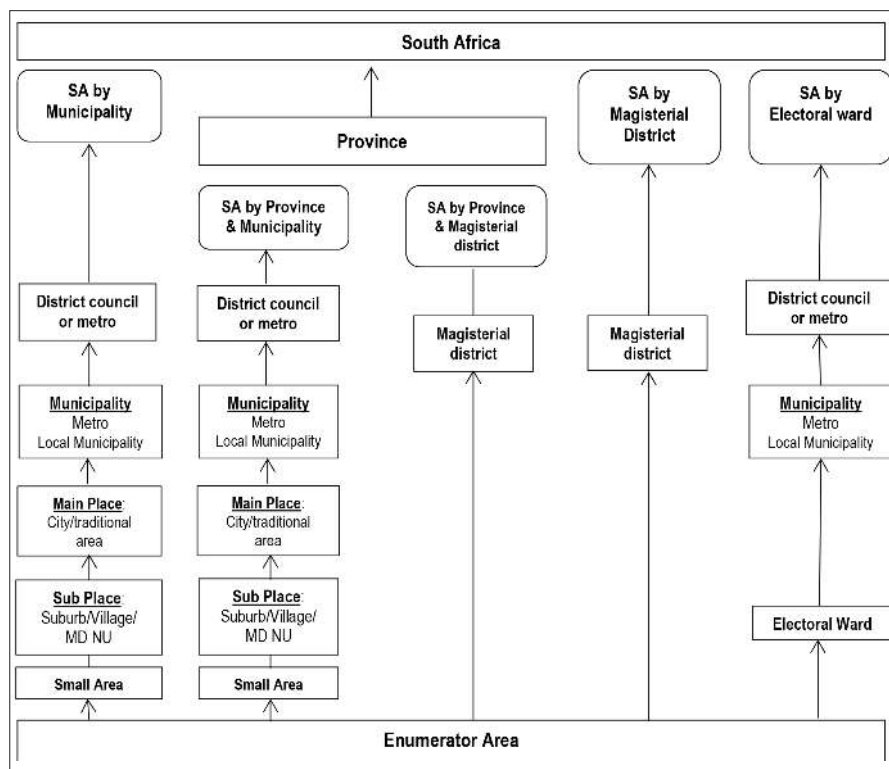 South Africa
SA by
Municipality
SA by
Magisterial
District
SA by
Electoral ward
Province
SA by Province
& Municipality
SA by Province
& Magisterial
district
District council
or metro
District council
or metro
Magisterial
district
Magisterial
district
District council
or metro
Municipality
Metro
Local Municipality
Municipality
Metro
Local Municipality
Municipality
Metro
Local Municipality
Main Place:
City/traditional
area
Main Place:
City/traditional
area
Sub Place:
Suburb/Village/
MD NU
Sub Place:
Suburb/Village/
MD NU
Electoral Ward
Small Area
Small Area
Enumerator Area